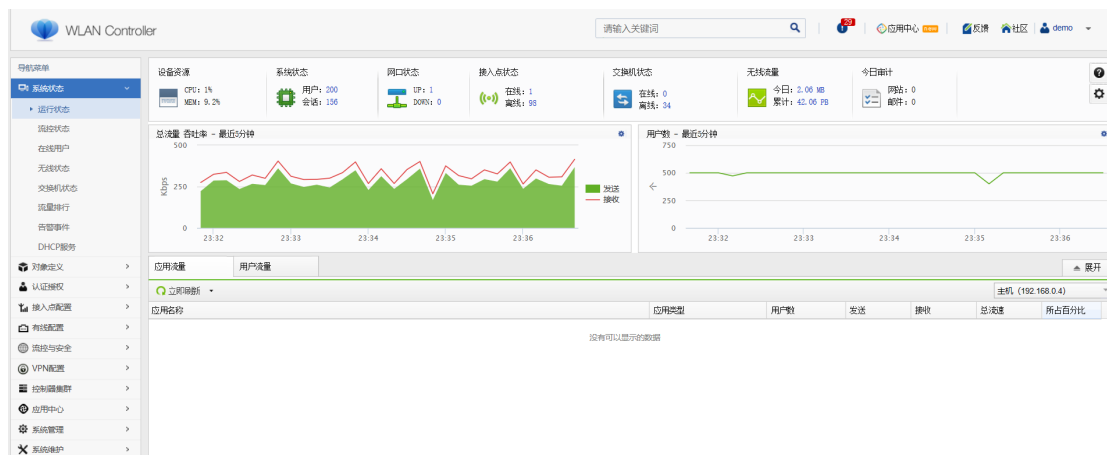 WLAN Controller
请输入关键词
29
应用中心
反馈
社区
demo
导航菜单
系统状态
运行状态
流控状态
在线用户
无线状态
交换机状态
流量排行
告警事件
DHCP服务
对象定义
认证授权
接入点配置
有线配置
流控与安全
VPN配置
控制器集群
应用中心
系统管理
系统维护
设备资源
CPU: 1%
MEM: 9.2%
系统状态
用户: 200
会话: 156
网口状态
UP: 1
DOWN: 0
接入点状态
在线: 1
离线: 98
交换机状态
在线: 0
离线: 34
无线流量
今日: 2.06 MB
累计: 42.06 PB
今日审计
网站: 0
邮件: 0
总流量 吞吐率 - 最近5分钟
500
250
0
Kbps
23:32 23:33 23:34 23:35 23:36
发送
接收
用户数 - 最近5分钟
750
500
250
0
23:32 23:33 23:34 23:35 23:36
应用流量 用户流量 展开
立即刷新 主机 (192.168.0.4)
应用名称 应用类型 用户数 发送 接收 总流速 所占百分比
没有可以显示的数据